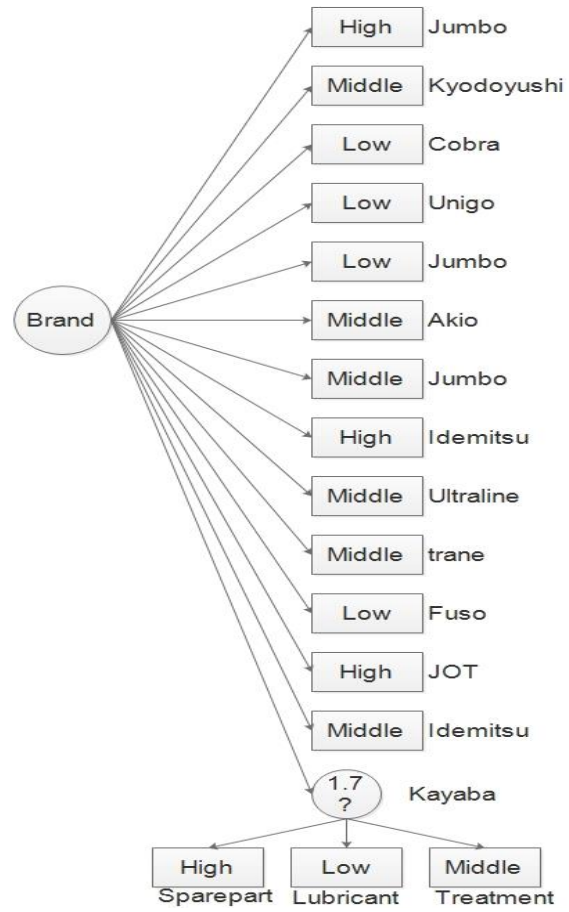 High Jumbo
Middle Kyodoyushi
Low Cobra
Low Unigo
Low Jumbo
Brand
Middle Akio
Middle Jumbo
High Idemitsu
Middle Ultraline
Middle trane
Low Fuso
High JOT
Middle Idemitsu
1.7
?
Kayaba
High Low Middle
Sparepart Lubricant Treatment